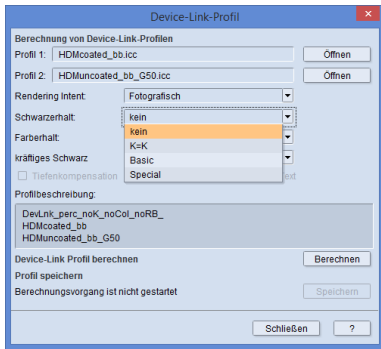 Device-Link-Profil
Berechnung von Device-Link-Profilen
Profil 1: HDMcoated_bb.icc Öffnen
Profil 2: HDMuncoated_bb_G50.icc Öffnen
Rendering Intent: Fotografisch
Schwarzerhalt: kein
kein
Farberhalt:
K=K
kräftiges Schwarz
Basic
Tiefenkompensation
Special
Profilbeschreibung:
DevLnk_perc_noK_noCol_noRB_
HDMcoated_bb
HDMuncoated_bb_G50
Device-Link Profil berechnen Berechnen
Profil speichern
Berechnungsvorgang ist nicht gestartet Speichern
Schließen ?